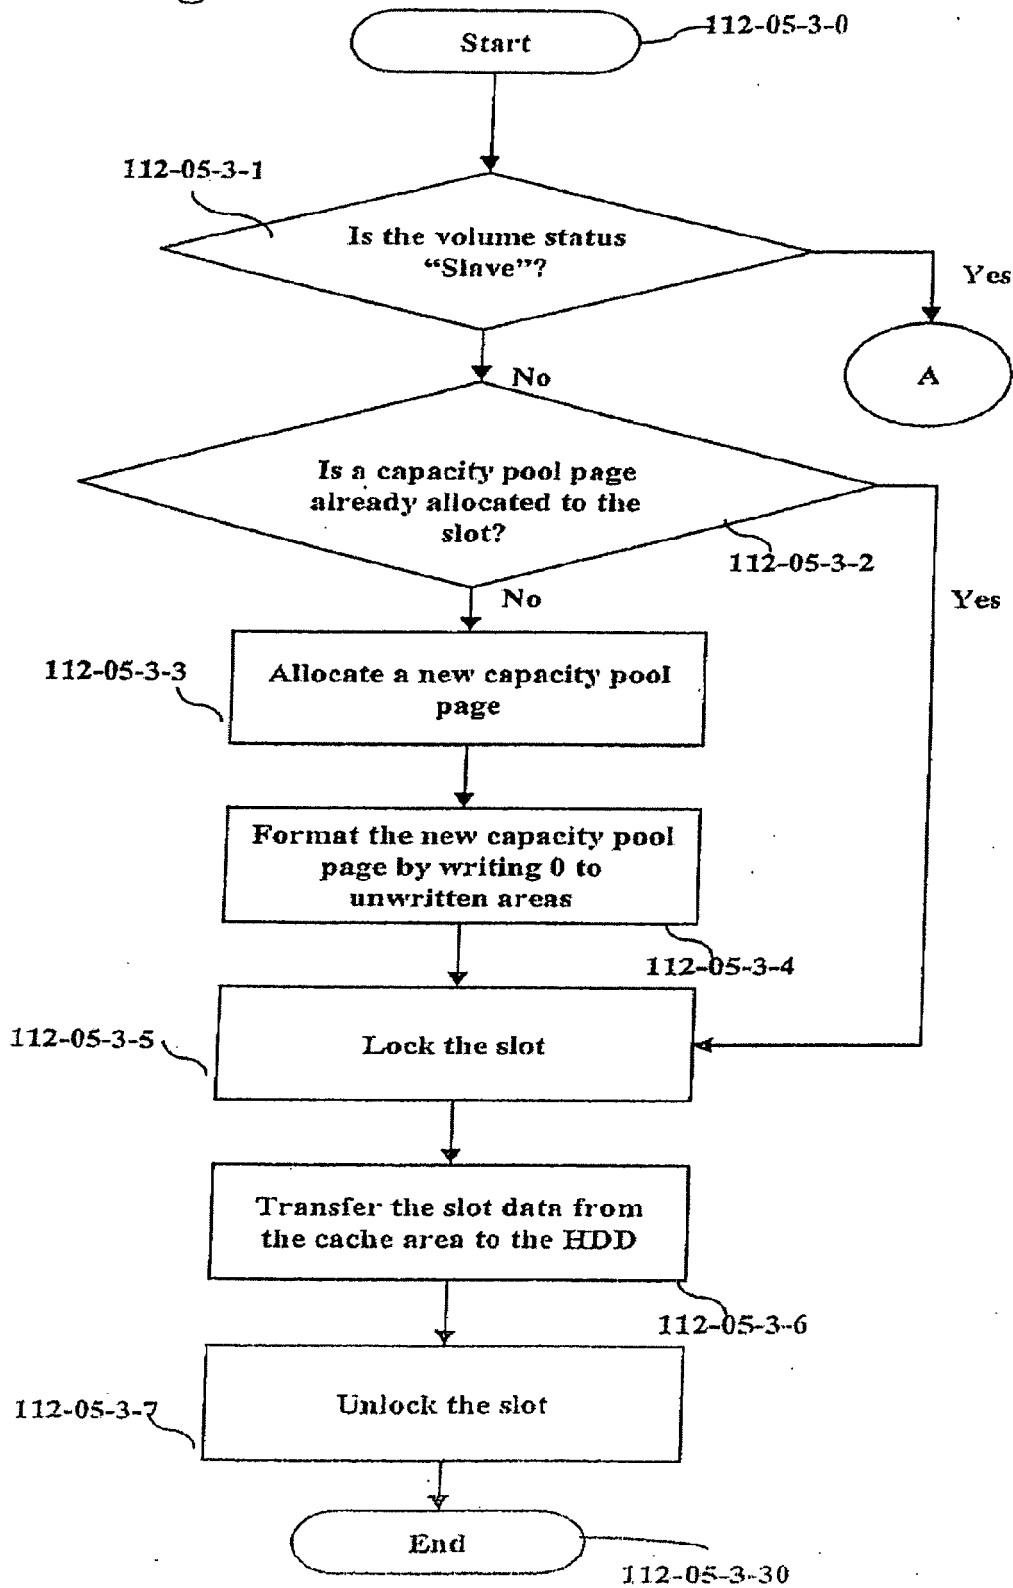 Start
112-05-3-0
112-05-3-1
Is the volume status
“Slave”?
Yes
A
No
Is a capacity pool page
already allocated to the
slot?
112-05-3-2
No
Yes
112-05-3-3
Allocate a new capacity pool
page
Format the new capacity pool
page by writing 0 to
unwritten areas
112-05-3-4
112-05-3-5
Lock the slot
Transfer the slot data from
the cache area to the HDD
112-05-3-6
112-05-3-7
Unlock the slot
End
112-05-3-30